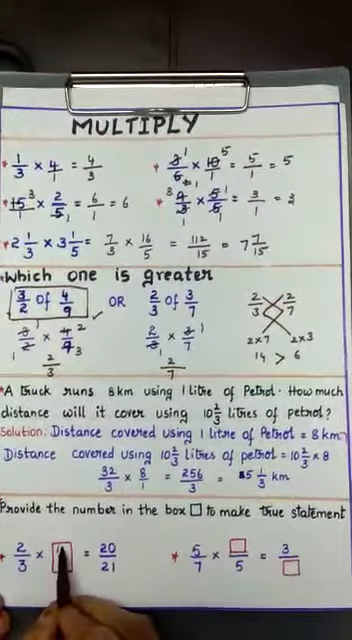 MULTIPLY
* 1/3 × 4/1 = 4/3 * 3/6 × 10/1 = 5/1 = 5
* 15 × 2/5 = 6/1 = 6 * 9/3 × 5/5 = 3/1 = 3
* 2 1/3 × 3 1/5 = 7/3 × 16/5 = 112/15 = 7 7/15
Which one is greater
3/2 of 4/9 OR 2/3 of 3/7 2/3 2/7
3/2 × 4/9 2/3 × 3/7 2×7 2×3
2/3 2/7 14 > 6
* A truck runs 8km using 1 litre of Petrol. How much
distance will it cover using 10 2/3 litres of petrol?
Solution: Distance covered using 1 litre of Petrol = 8 km
Distance covered using 10 2/3 litres of petrol = 10 2/3 × 8
32/3 × 8/1 = 256/3 = 85 1/3 km
Provide the number in the box □ to make true statement
* 2/3 × □ = 20/21 * 5/7 × □/5 = 3/□